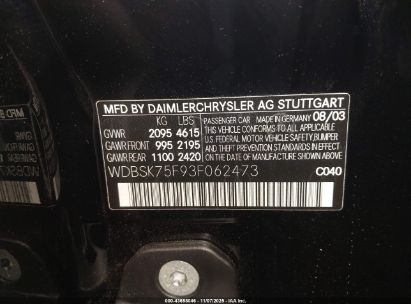 MFD BY DAIMLERCHRYSLER AG STUTTGART
KG LBS PASSENGER CAR MADE IN GERMANY 08/03
GVWR 2095 4615 THIS VEHICLE CONFORMS TO ALL APPLICABLE
GAWR FRONT 995 2195 U.S. FEDERAL MOTOR VEHICLE SAFETY, BUMPER,
GAWR REAR 1100 2420 AND THEFT PREVENTION STANDARDS IN EFFECT ON THE DATE OF MANUFACTURE SHOWN ABOVE.
WDBSK75F93F062473 C040